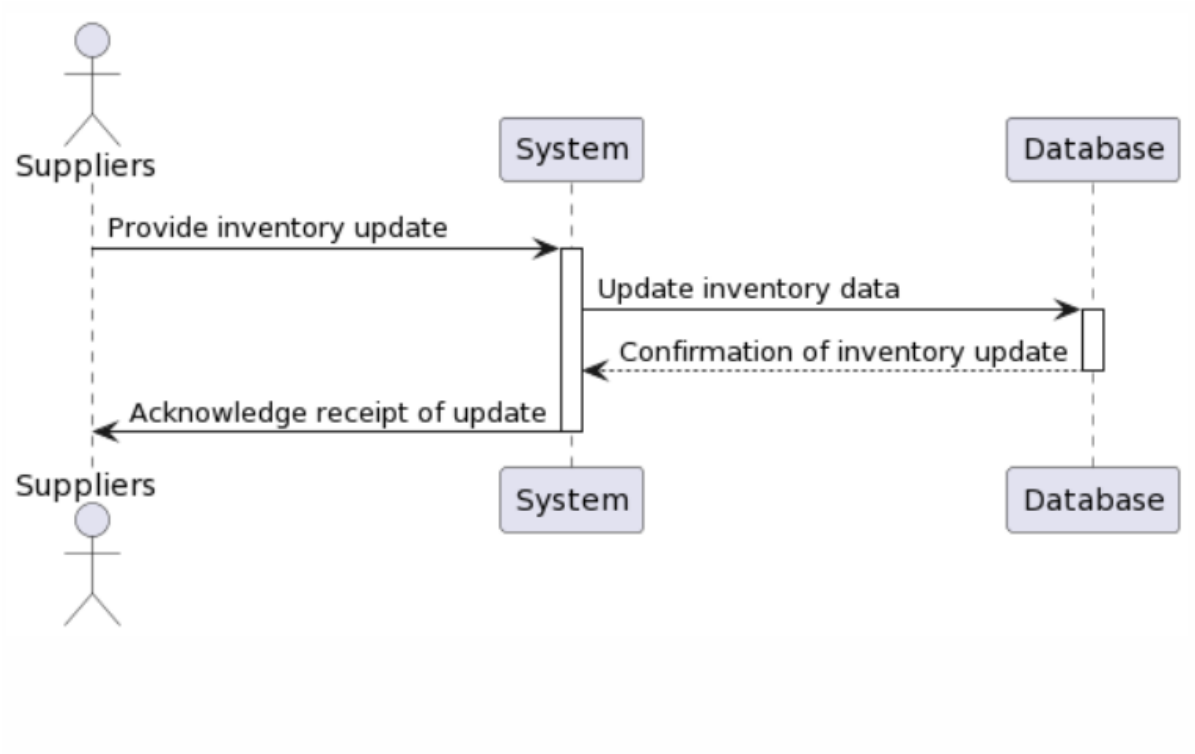 Suppliers
System
Database
Provide inventory update
Update inventory data
Confirmation of inventory update
Acknowledge receipt of update
Suppliers
System
Database